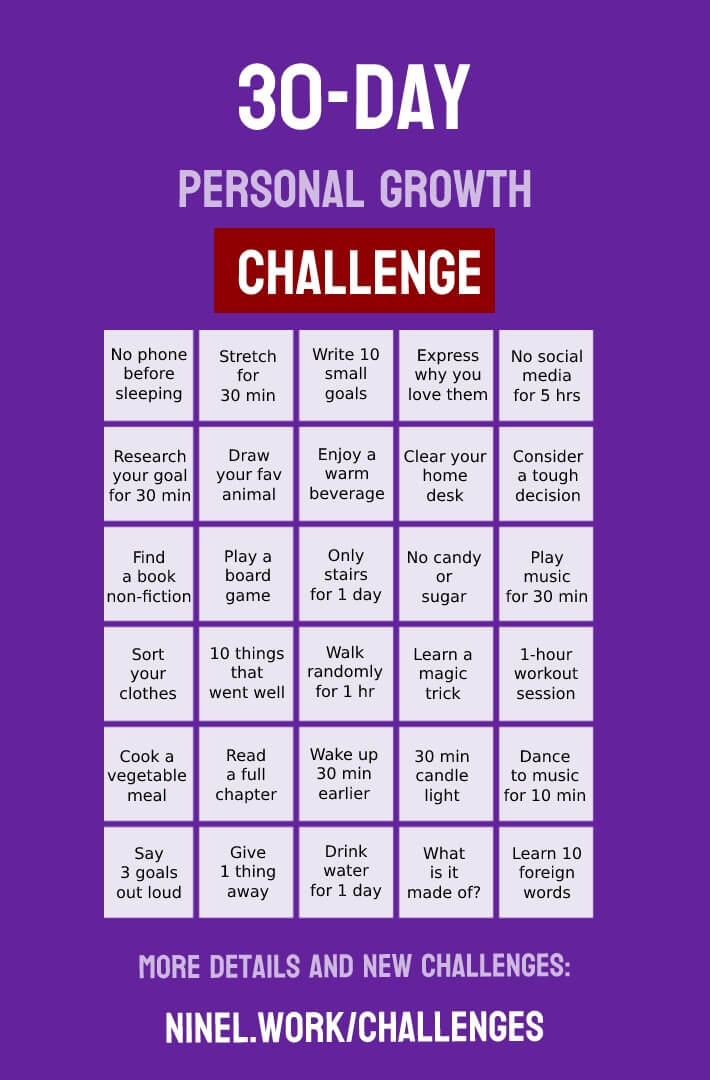 30-DAY
PERSONAL GROWTH
CHALLENGE
No phone
before
sleeping
Stretch
for
30 min
Write 10
small
goals
Express
why you
love them
No social
media
for 5 hrs
Research
your goal
for 30 min
Draw
your fav
animal
Enjoy a
warm
beverage
Clear your
home
desk
Consider
a tough
decision
Find
a book
non-fiction
Play a
board
game
Only
stairs
for 1 day
No candy
or
sugar
Play
music
for 30 min
Sort
your
clothes
10 things
that
went well
Walk
randomly
for 1 hr
Learn a
magic
trick
1-hour
workout
session
Cook a
vegetable
meal
Read
a full
chapter
Wake up
30 min
earlier
30 min
candle
light
Dance
to music
for 10 min
Say
3 goals
out loud
Give
1 thing
away
Drink
water
for 1 day
What
is it
made of?
Learn 10
foreign
words
MORE DETAILS AND NEW CHALLENGES:
NINEL.WORK/CHALLENGES